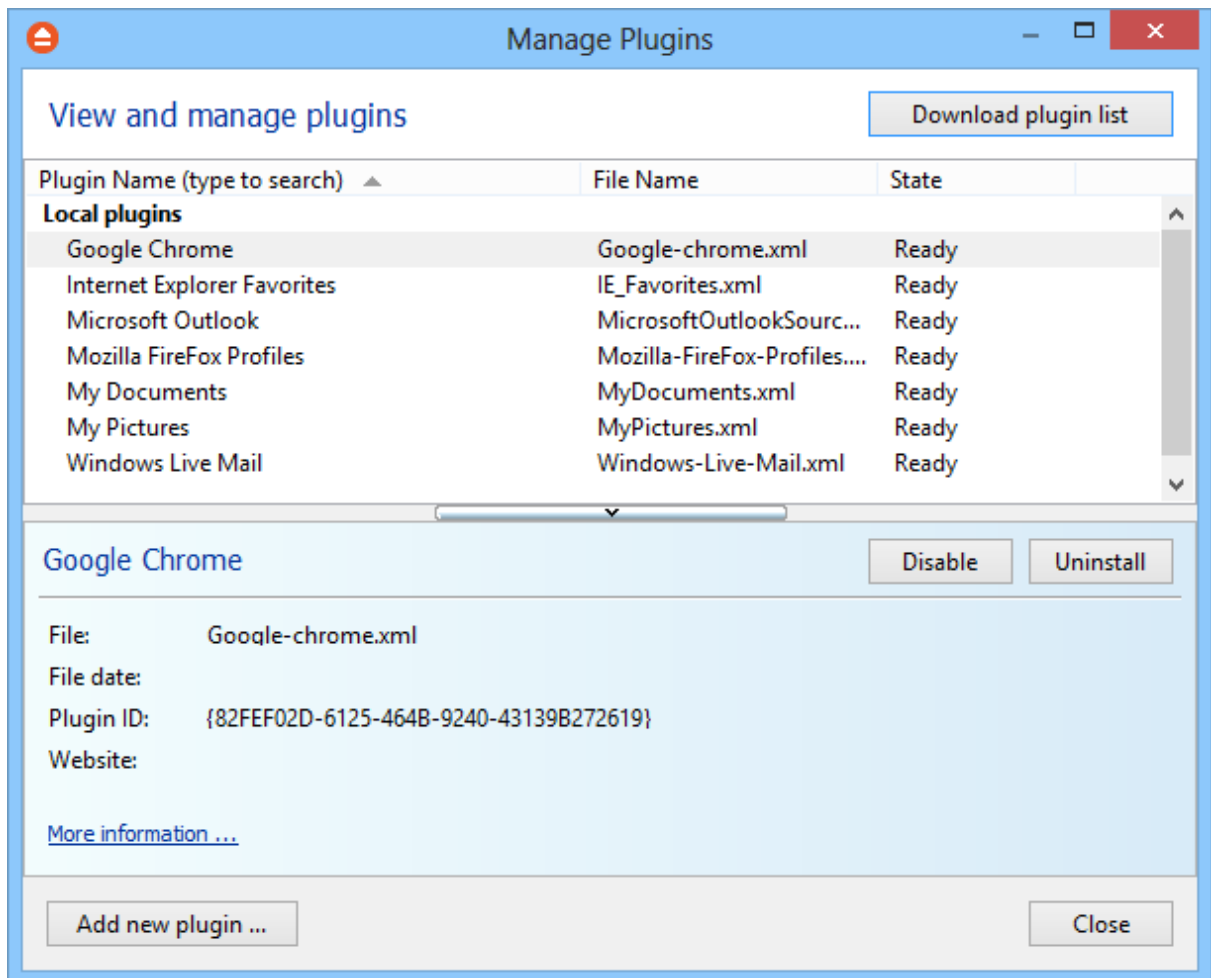 Manage Plugins
View and manage plugins Download plugin list
Plugin Name (type to search) File Name State
Local plugins
Google Chrome Google-chrome.xml Ready
Internet Explorer Favorites IE_Favorites.xml Ready
Microsoft Outlook MicrosoftOutlookSourc... Ready
Mozilla FireFox Profiles Mozilla-FireFox-Profiles.... Ready
My Documents MyDocuments.xml Ready
My Pictures MyPictures.xml Ready
Windows Live Mail Windows-Live-Mail.xml Ready
Google Chrome Disable Uninstall
File: Google-chrome.xml
File date:
Plugin ID: {82FEF02D-6125-464B-9240-43139B272619}
Website:
More information ...
Add new plugin ... Close